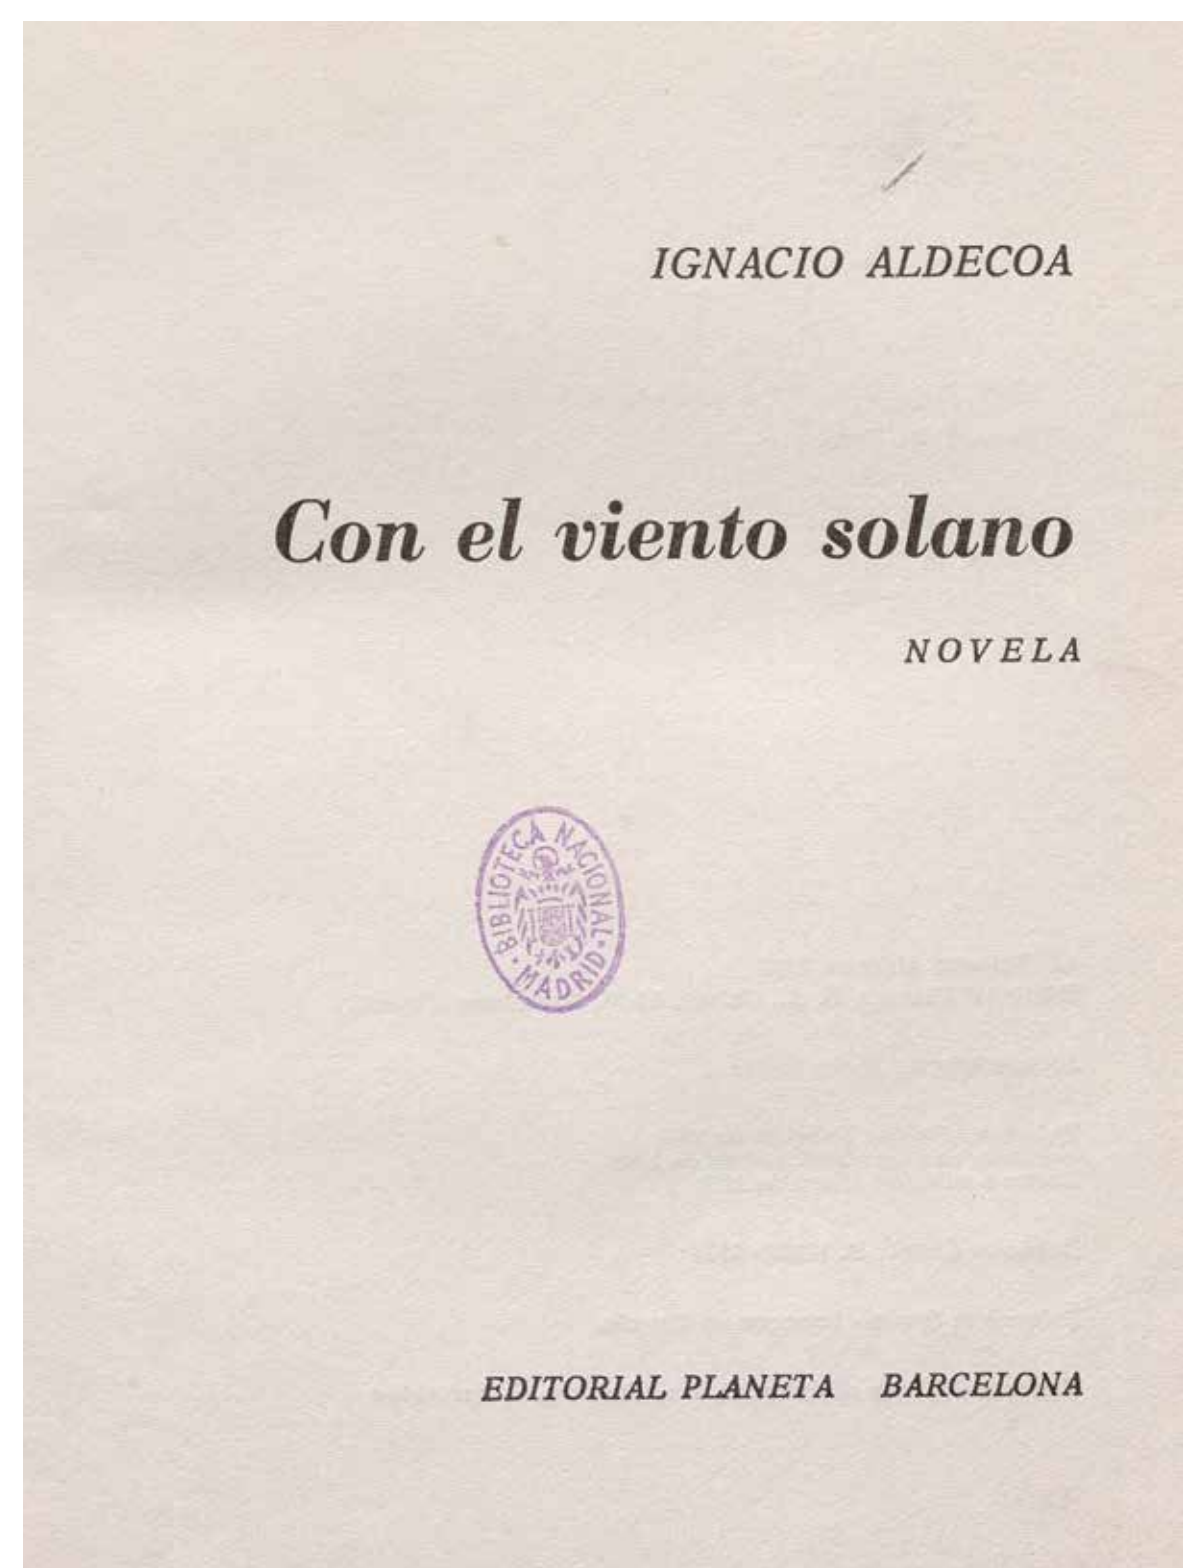 IGNACIO ALDECOA
Con el viento solano
NOVELA
BIBLIOTECA NACIONAL
· MADRID ·
EDITORIAL PLANETA BARCELONA